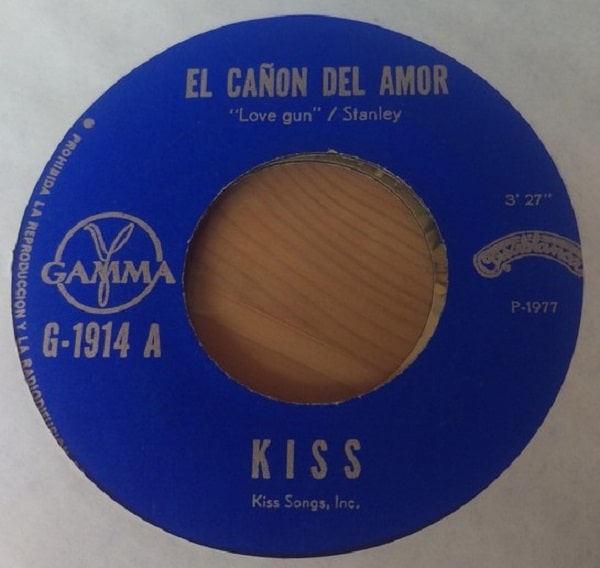 EL CAÑON DEL AMOR
"Love gun" / Stanley
3' 27"
Casablanca
P-1977
GAMMA
G-1914 A
KISS
Kiss Songs, Inc.
● PROHIBIDA LA REPRODUCCION Y LA